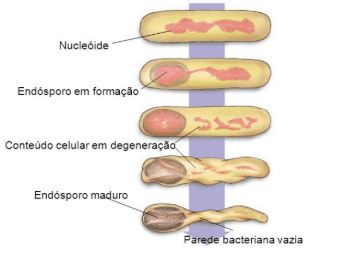 Nucleóide
Endósporo em formação
Conteúdo celular em degeneração
Endósporo maduro
Parede bacteriana vazia